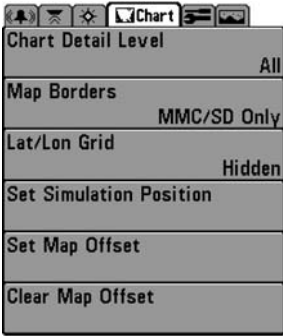 Chart
Chart Detail Level
All
Map Borders
MMC/SD Only
Lat/Lon Grid
Hidden
Set Simulation Position
Set Map Offset
Clear Map Offset